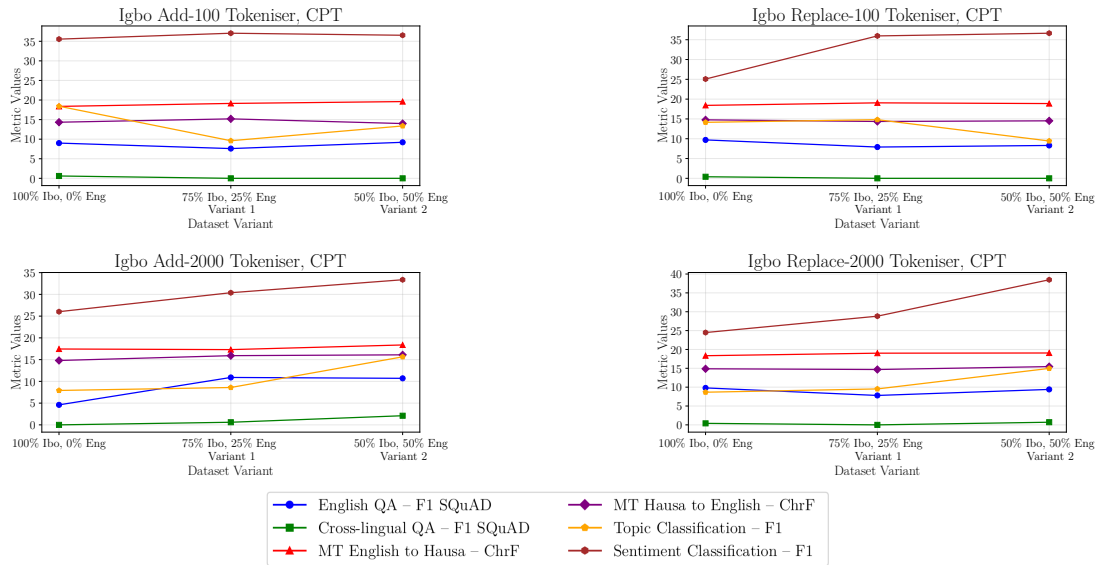 Igbo Add-100 Tokeniser, CPT
Metric Values
35
30
25
20
15
10
5
0
100% Ibo, 0% Eng
75% Ibo, 25% Eng
Variant 1
50% Ibo, 50% Eng
Variant 2
Dataset Variant
Igbo Replace-100 Tokeniser, CPT
Metric Values
35
30
25
20
15
10
5
0
100% Ibo, 0% Eng
75% Ibo, 25% Eng
Variant 1
50% Ibo, 50% Eng
Variant 2
Dataset Variant
Igbo Add-2000 Tokeniser, CPT
Metric Values
35
30
25
20
15
10
5
0
100% Ibo, 0% Eng
75% Ibo, 25% Eng
Variant 1
50% Ibo, 50% Eng
Variant 2
Dataset Variant
Igbo Replace-2000 Tokeniser, CPT
Metric Values
40
35
30
25
20
15
10
5
0
100% Ibo, 0% Eng
75% Ibo, 25% Eng
Variant 1
50% Ibo, 50% Eng
Variant 2
Dataset Variant
English QA – F1 SQuAD
Cross-lingual QA – F1 SQuAD
MT English to Hausa – ChrF
MT Hausa to English – ChrF
Topic Classification – F1
Sentiment Classification – F1